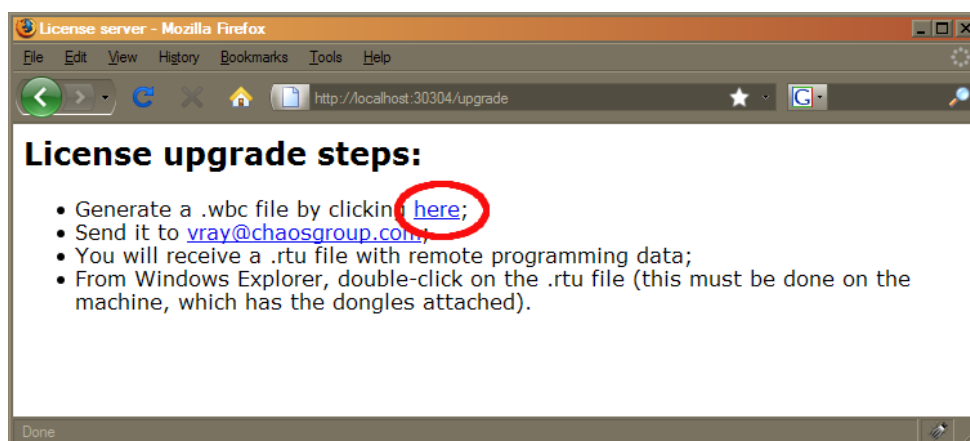 License server - Mozilla Firefox
File Edit View History Bookmarks Tools Help
http://localhost:30304/upgrade
G
License upgrade steps:
• Generate a .wbc file by clicking here;
• Send it to vray@chaosgroup.com;
• You will receive a .rtu file with remote programming data;
• From Windows Explorer, double-click on the .rtu file (this must be done on the
machine, which has the dongles attached).
Done